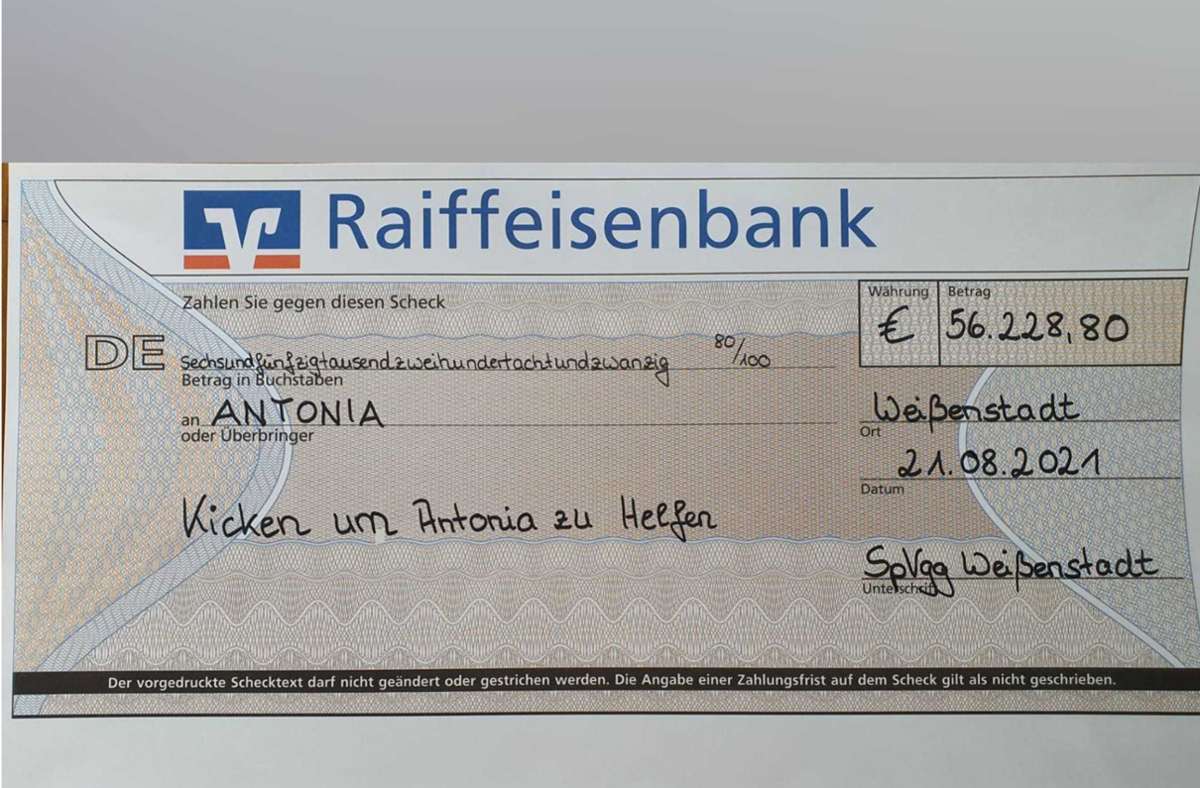 Raiffeisenbank
Zahlen Sie gegen diesen Scheck
Währung Betrag
€ 56.228,80
DE Sechsundfünfzigtausendzweihundertachtundzwanzig 80/100
Betrag in Buchstaben
an ANTONIA
oder Überbringer
Weißenstadt
Ort
21.08.2021
Datum
Kicken um Antonia zu Helfen
SpVgg Weißenstadt
Unterschrift
Der vorgedruckte Schecktext darf nicht geändert oder gestrichen werden. Die Angabe einer Zahlungsfrist auf dem Scheck gilt als nicht geschrieben.